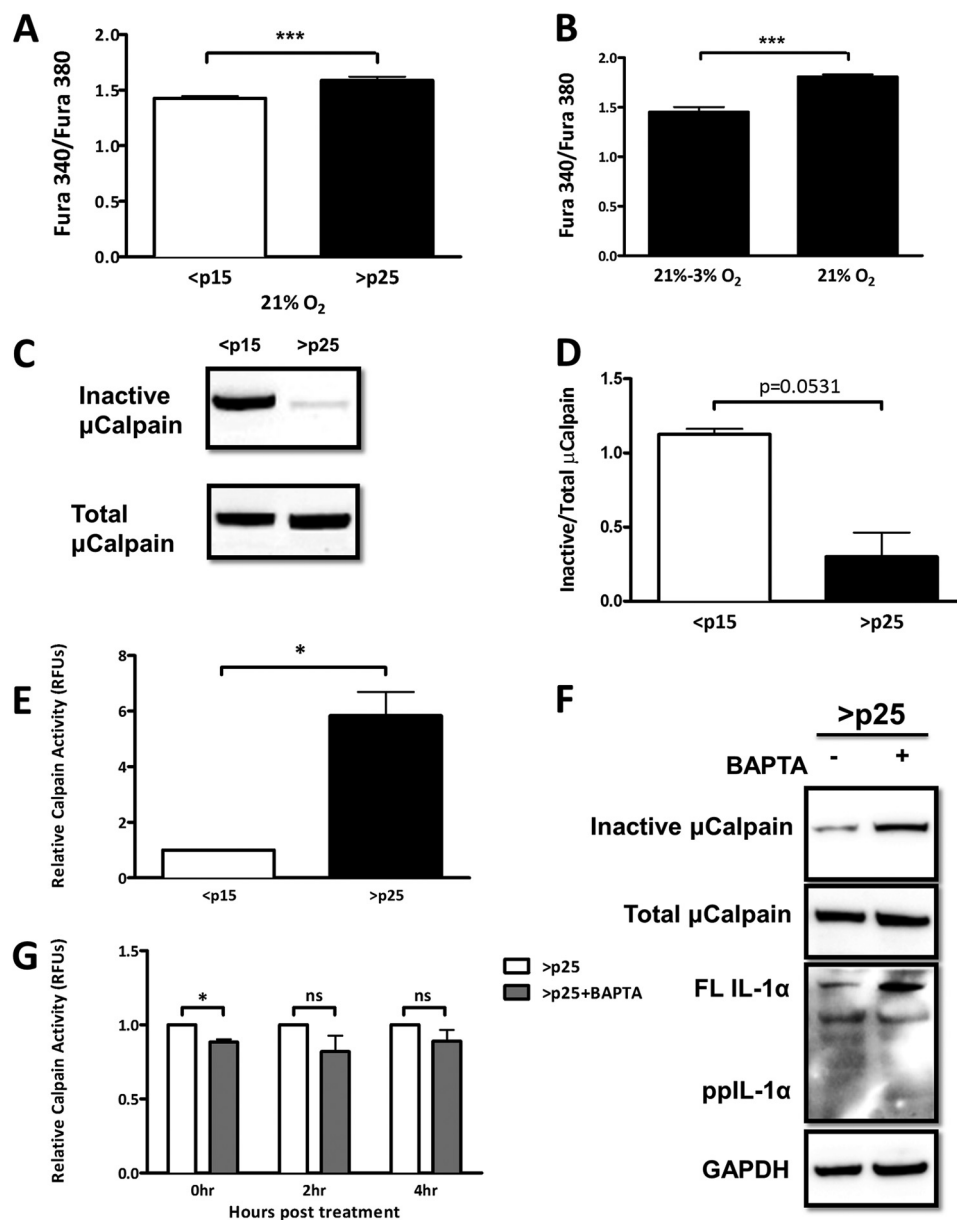 A
Fura 340/Fura 380
2.0
1.5
1.0
0.5
0.0
***
<p15
>p25
21% O₂
B
Fura 340/Fura 380
2.0
1.5
1.0
0.5
0.0
***
21%-3% O₂
21% O₂
C
<p15
>p25
Inactive
µCalpain
Total
µCalpain
D
Inactive/Total µCalpain
1.5
1.0
0.5
0.0
p=0.0531
<p15
>p25
E
Relative Calpain Activity (RFUs)
8
6
4
2
0
*
<p15
>p25
F
>p25
BAPTA
-
+
Inactive µCalpain
Total µCalpain
FL IL-1α
ppIL-1α
GAPDH
G
Relative Calpain Activity (RFUs)
1.5
1.0
0.5
0.0
*
ns
ns
0hr
2hr
4hr
Hours post treatment
>p25
>p25+BAPTA